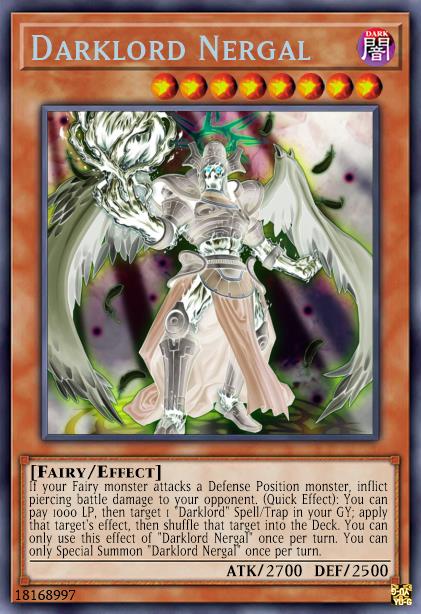 Darklord Nergal
DARK
闇
[Fairy/Effect]
If your Fairy monster attacks a Defense Position monster, inflict
piercing battle damage to your opponent. (Quick Effect): You can
pay 1000 LP, then target 1 "Darklord" Spell/Trap in your GY; apply
that target's effect, then shuffle that target into the Deck. You can
only use this effect of "Darklord Nergal" once per turn. You can
only Special Summon "Darklord Nergal" once per turn.
ATK/2700 DEF/2500
18168997